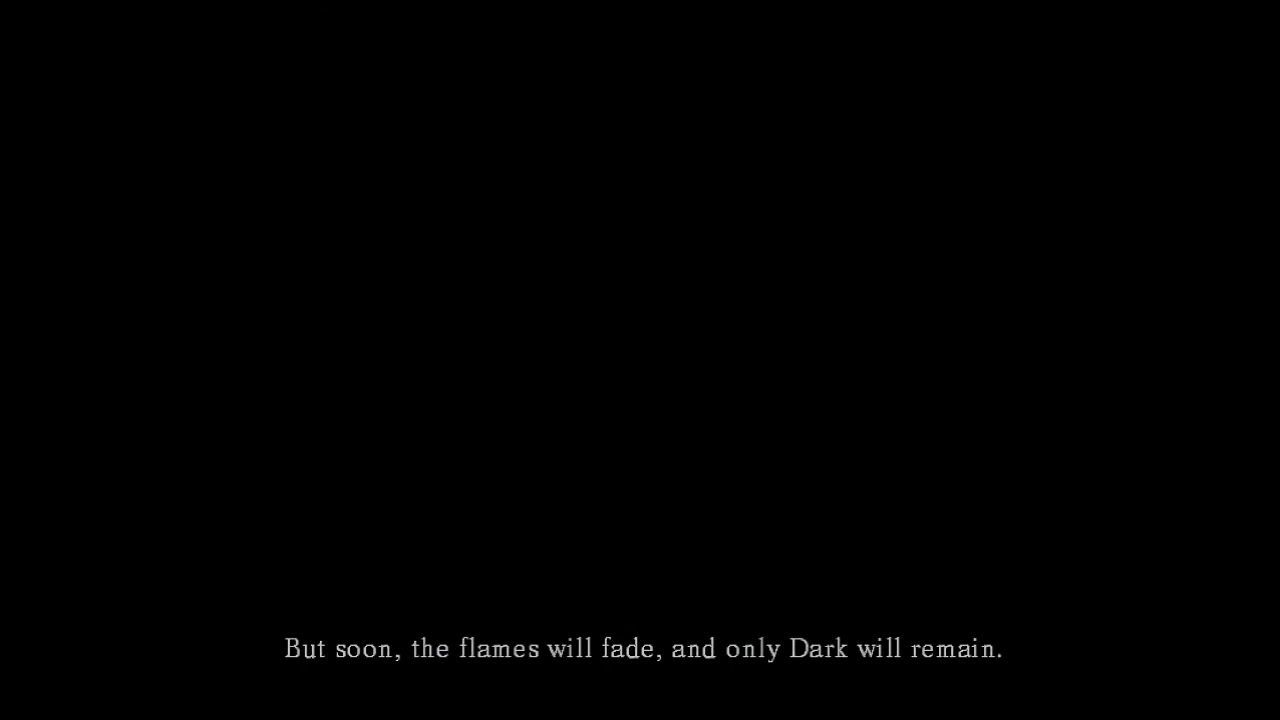 But soon, the flames will fade, and only Dark will remain.